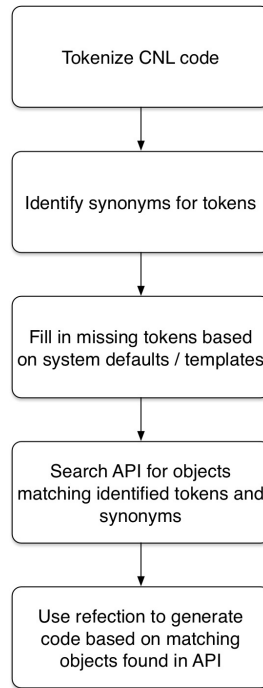 Tokenize CNL code
Identify synonyms for tokens
Fill in missing tokens based
on system defaults / templates
Search API for objects
matching identified tokens and
synonyms
Use refection to generate
code based on matching
objects found in API